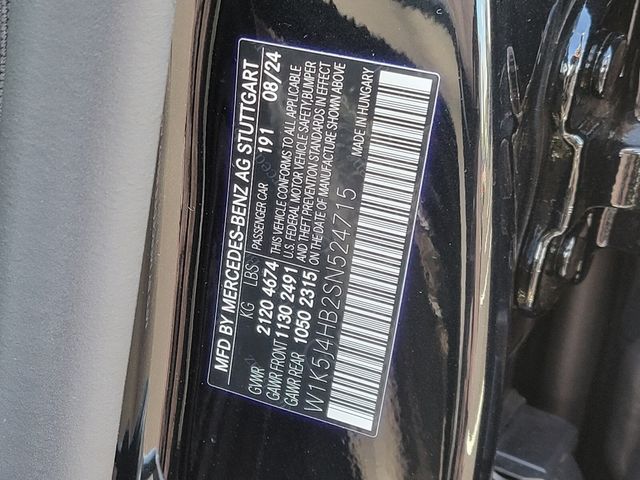 MFD BY MERCEDES-BENZ AG STUTTGART
KG LBS PASSENGER CAR 191 08/24
GVWR 2120 4674
GAWR FRONT 1130 2491
GAWR REAR 1050 2315
THIS VEHICLE CONFORMS TO ALL APPLICABLE
U.S. FEDERAL MOTOR VEHICLE SAFETY, BUMPER
AND THEFT PREVENTION STANDARDS IN EFFECT
ON THE DATE OF MANUFACTURE SHOWN ABOVE
W1K5J4HB2SN524715 MADE IN HUNGARY